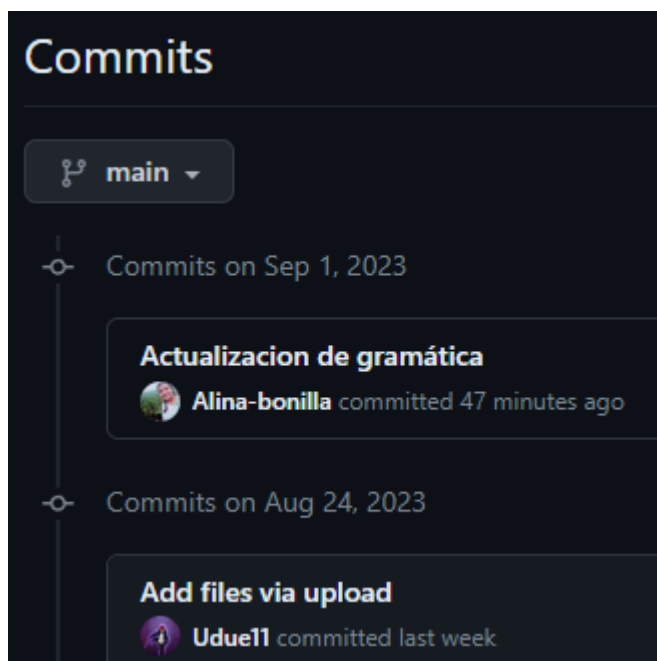 Commits
main
Commits on Sep 1, 2023
Actualizacion de gramática
Alina-bonilla committed 47 minutes ago
Commits on Aug 24, 2023
Add files via upload
Udue11 committed last week